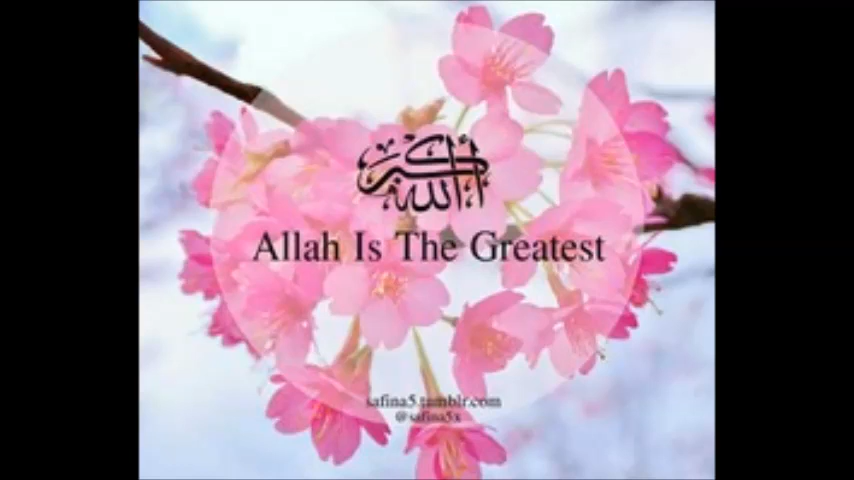 الله أكبر
Allah Is The Greatest
safina5.tumblr.com
@safina5x